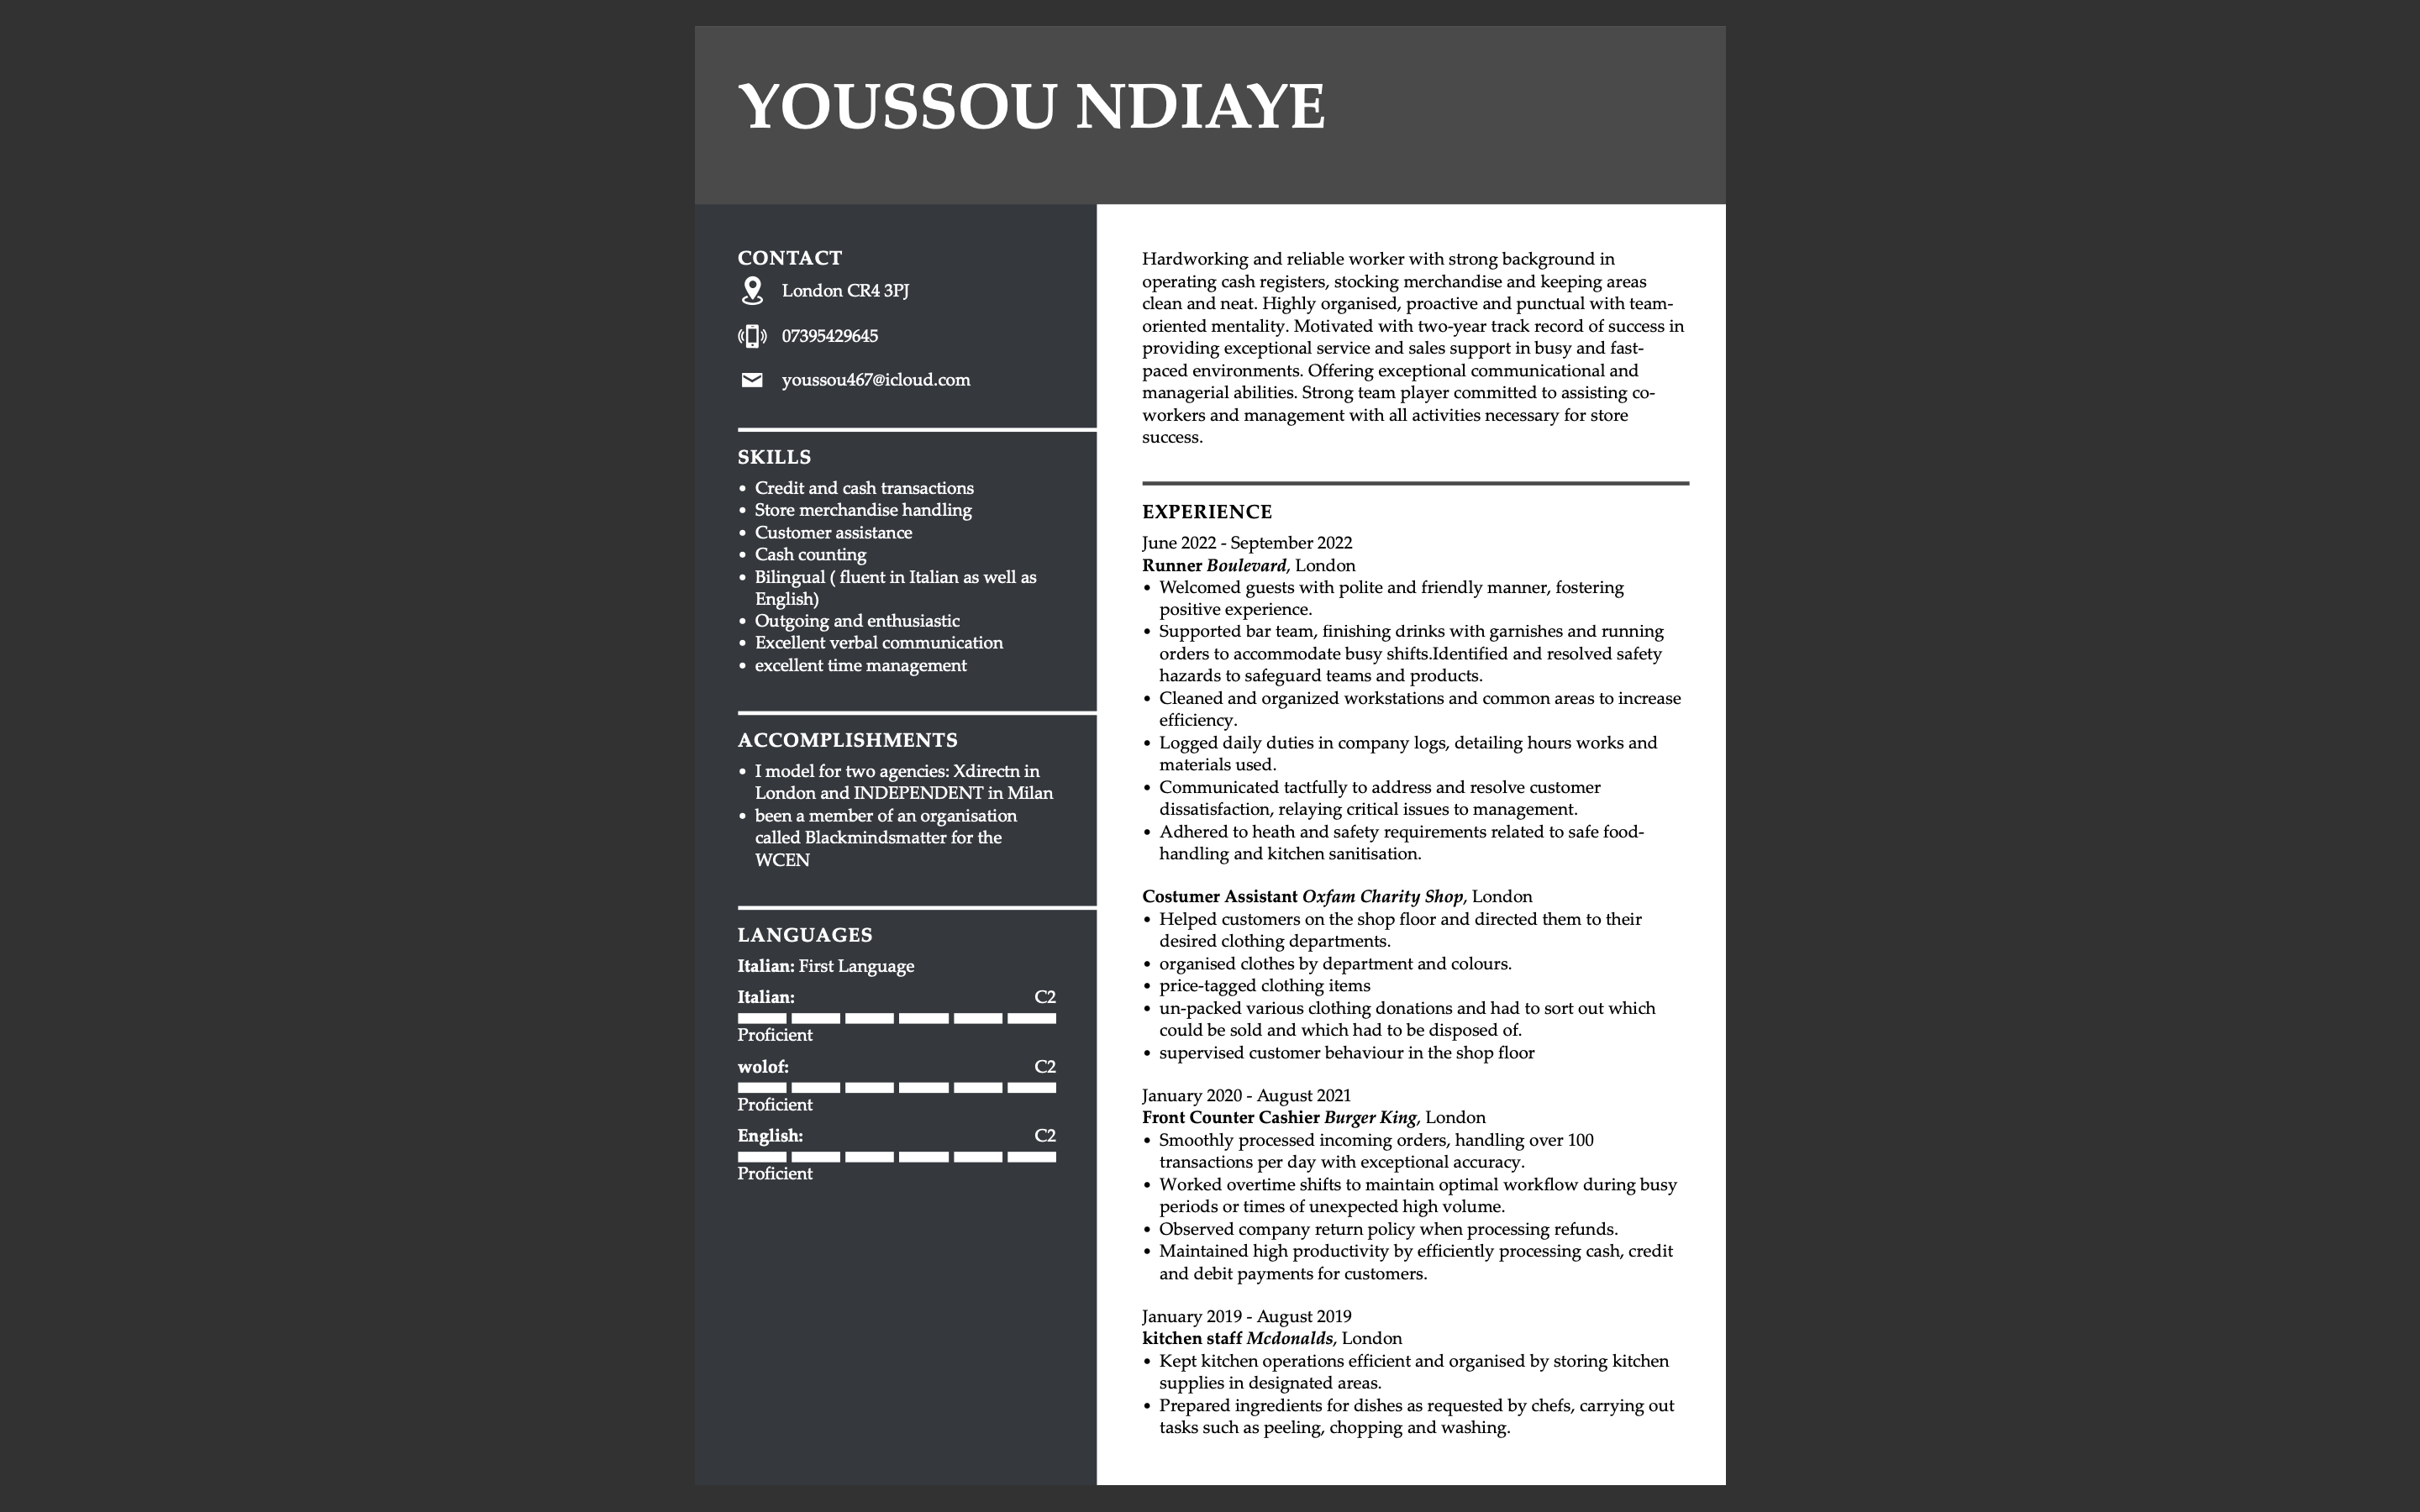 YOUSSOU NDIAYE
CONTACT
London CR4 3PJ
07395429645
youssou467@icloud.com
SKILLS
• Credit and cash transactions
• Store merchandise handling
• Customer assistance
• Cash counting
• Bilingual ( fluent in Italian as well as
English)
• Outgoing and enthusiastic
• Excellent verbal communication
• excellent time management
ACCOMPLISHMENTS
• I model for two agencies: Xdirectn in
London and INDEPENDENT in Milan
• been a member of an organisation
called Blackmindsmatter for the
WCEN
LANGUAGES
Italian: First Language
Italian: C2
Proficient
wolof: C2
Proficient
English: C2
Proficient
Hardworking and reliable worker with strong background in
operating cash registers, stocking merchandise and keeping areas
clean and neat. Highly organised, proactive and punctual with team-
oriented mentality. Motivated with two-year track record of success in
providing exceptional service and sales support in busy and fast-
paced environments. Offering exceptional communicational and
managerial abilities. Strong team player committed to assisting co-
workers and management with all activities necessary for store
success.
EXPERIENCE
June 2022 - September 2022
Runner Boulevard, London
• Welcomed guests with polite and friendly manner, fostering
positive experience.
• Supported bar team, finishing drinks with garnishes and running
orders to accommodate busy shifts.Identified and resolved safety
hazards to safeguard teams and products.
• Cleaned and organized workstations and common areas to increase
efficiency.
• Logged daily duties in company logs, detailing hours works and
materials used.
• Communicated tactfully to address and resolve customer
dissatisfaction, relaying critical issues to management.
• Adhered to heath and safety requirements related to safe food-
handling and kitchen sanitisation.
Costumer Assistant Oxfam Charity Shop, London
• Helped customers on the shop floor and directed them to their
desired clothing departments.
• organised clothes by department and colours.
• price-tagged clothing items
• un-packed various clothing donations and had to sort out which
could be sold and which had to be disposed of.
• supervised customer behaviour in the shop floor
January 2020 - August 2021
Front Counter Cashier Burger King, London
• Smoothly processed incoming orders, handling over 100
transactions per day with exceptional accuracy.
• Worked overtime shifts to maintain optimal workflow during busy
periods or times of unexpected high volume.
• Observed company return policy when processing refunds.
• Maintained high productivity by efficiently processing cash, credit
and debit payments for customers.
January 2019 - August 2019
kitchen staff Mcdonalds, London
• Kept kitchen operations efficient and organised by storing kitchen
supplies in designated areas.
• Prepared ingredients for dishes as requested by chefs, carrying out
tasks such as peeling, chopping and washing.